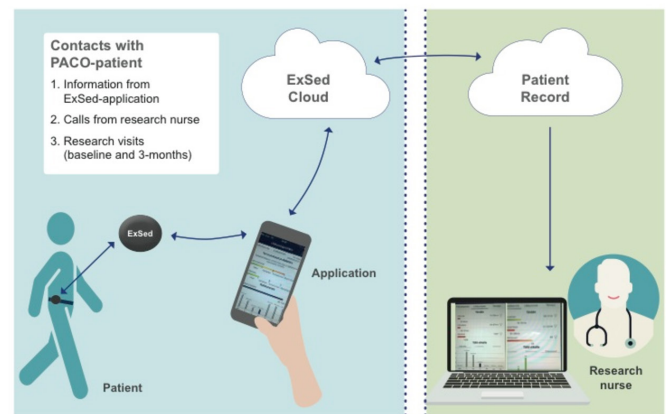 Contacts with
PACO-patient
1. Information from
ExSed-application
2. Calls from research nurse
3. Research visits
(baseline and 3-months)
ExSed
Cloud
Patient
Record
ExSed
Application
Patient
Research
nurse